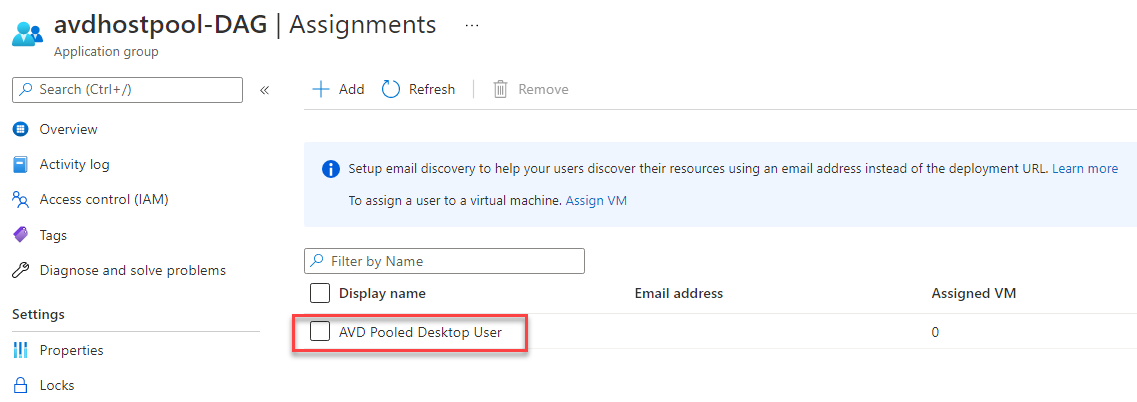 avdhostpool-DAG | Assignments ...
Application group
Search (Ctrl+/) «
Add Refresh Remove
Overview
Activity log
Access control (IAM)
Tags
Diagnose and solve problems
Settings
Properties
Locks
Setup email discovery to help your users discover their resources using an email address instead of the deployment URL. Learn more
To assign a user to a virtual machine. Assign VM
Filter by Name
Display name Email address Assigned VM
AVD Pooled Desktop User 0